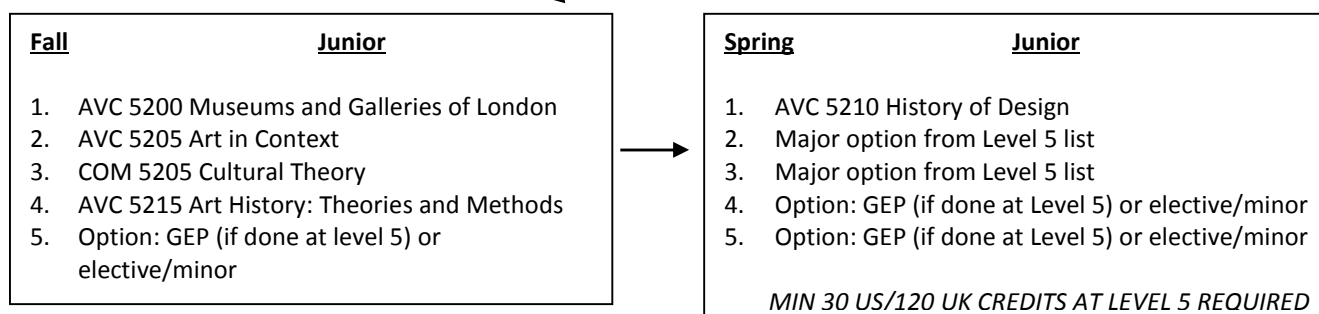 Fall Junior
1. AVC 5200 Museums and Galleries of London
2. AVC 5205 Art in Context
3. COM 5205 Cultural Theory
4. AVC 5215 Art History: Theories and Methods
5. Option: GEP (if done at level 5) or
elective/minor
Spring Junior
1. AVC 5210 History of Design
2. Major option from Level 5 list
3. Major option from Level 5 list
4. Option: GEP (if done at Level 5) or elective/minor
5. Option: GEP (if done at Level 5) or elective/minor
MIN 30 US/120 UK CREDITS AT LEVEL 5 REQUIRED